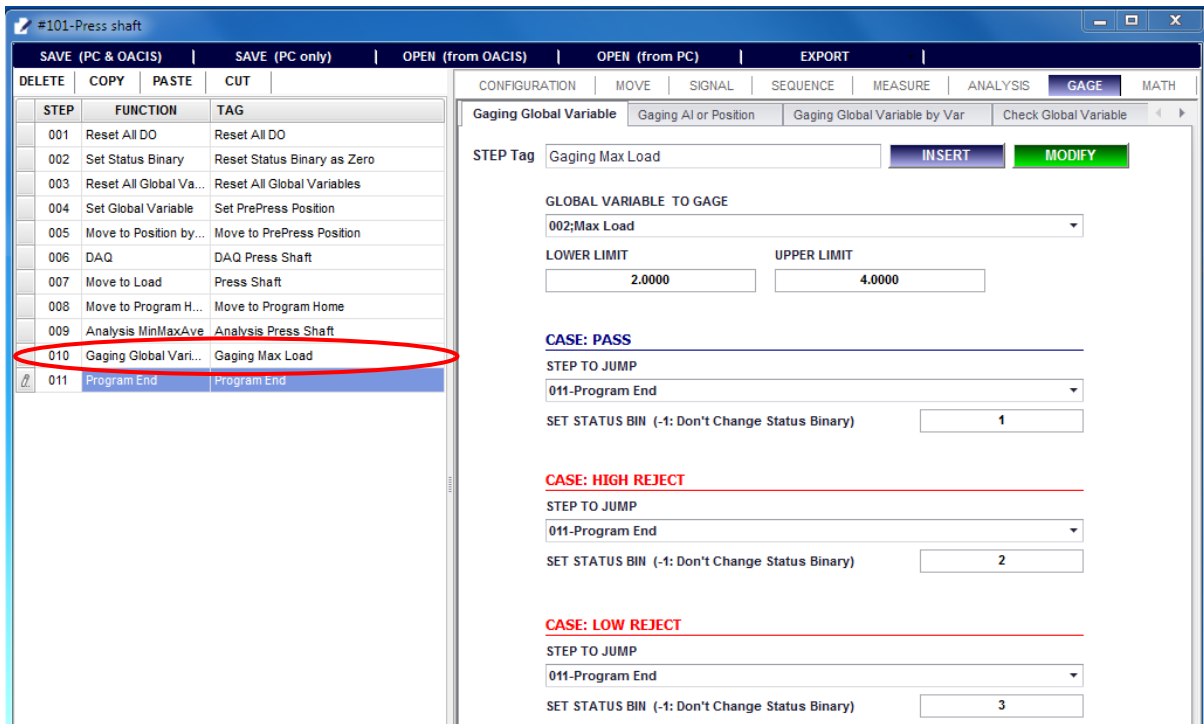 #101-Press shaft
SAVE (PC & OACIS) | SAVE (PC only) | OPEN (from OACIS) | OPEN (from PC) | EXPORT |
DELETE COPY PASTE CUT
STEP FUNCTION TAG
001 Reset All DO Reset All DO
002 Set Status Binary Reset Status Binary as Zero
003 Reset All Global Va... Reset All Global Variables
004 Set Global Variable Set PrePress Position
005 Move to Position by... Move to PrePress Position
006 DAQ DAQ Press Shaft
007 Move to Load Press Shaft
008 Move to Program H... Move to Program Home
009 Analysis MinMaxAve Analysis Press Shaft
010 Gaging Global Vari... Gaging Max Load
011 Program End Program End
CONFIGURATION | MOVE | SIGNAL | SEQUENCE | MEASURE | ANALYSIS GAGE MATH |
Gaging Global Variable Gaging AI or Position Gaging Global Variable by Var Check Global Variable
STEP Tag Gaging Max Load INSERT MODIFY
GLOBAL VARIABLE TO GAGE
002;Max Load
LOWER LIMIT UPPER LIMIT
2.0000 4.0000
CASE: PASS
STEP TO JUMP
011-Program End
SET STATUS BIN (-1: Don't Change Status Binary) 1
CASE: HIGH REJECT
STEP TO JUMP
011-Program End
SET STATUS BIN (-1: Don't Change Status Binary) 2
CASE: LOW REJECT
STEP TO JUMP
011-Program End
SET STATUS BIN (-1: Don't Change Status Binary) 3